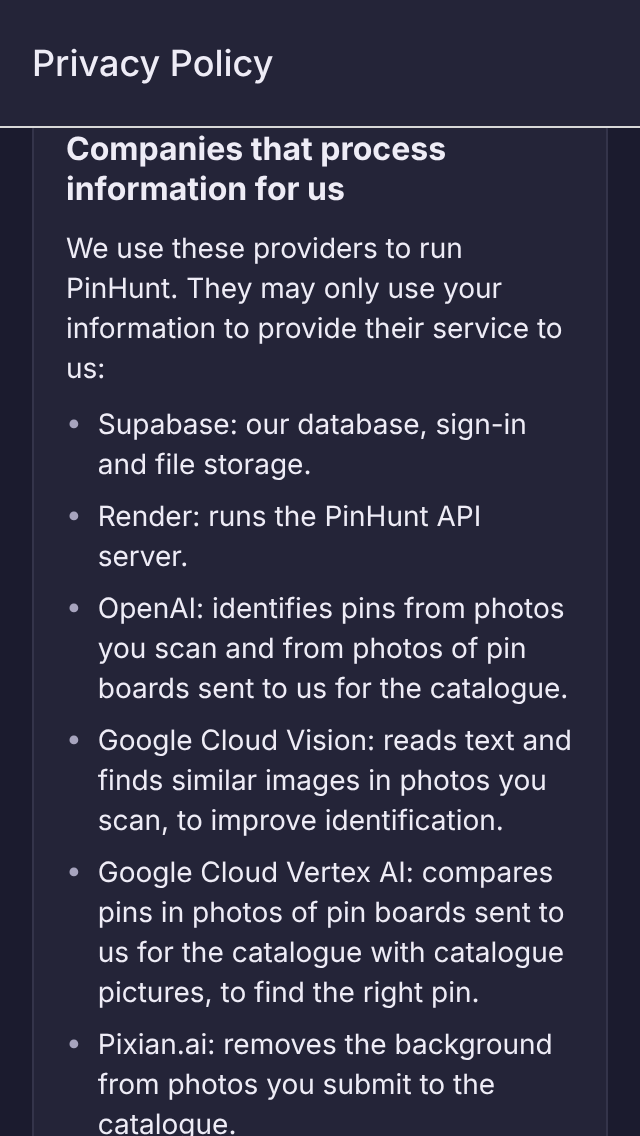 Privacy Policy
Companies that process
information for us
We use these providers to run
PinHunt. They may only use your
information to provide their service to
us:
• Supabase: our database, sign-in
and file storage.
• Render: runs the PinHunt API
server.
• OpenAI: identifies pins from photos
you scan and from photos of pin
boards sent to us for the catalogue.
• Google Cloud Vision: reads text and
finds similar images in photos you
scan, to improve identification.
• Google Cloud Vertex AI: compares
pins in photos of pin boards sent to
us for the catalogue with catalogue
pictures, to find the right pin.
• Pixian.ai: removes the background
from photos you submit to the
catalogue.